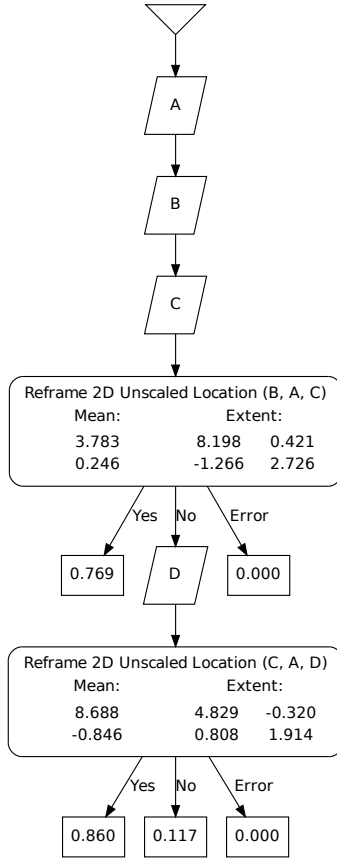 A
B
C
Reframe 2D Unscaled Location (B, A, C)
Mean: Extent:
3.783 8.198 0.421
0.246 -1.266 2.726
Yes No Error
0.769 D 0.000
Reframe 2D Unscaled Location (C, A, D)
Mean: Extent:
8.688 4.829 -0.320
-0.846 0.808 1.914
Yes No Error
0.860 0.117 0.000